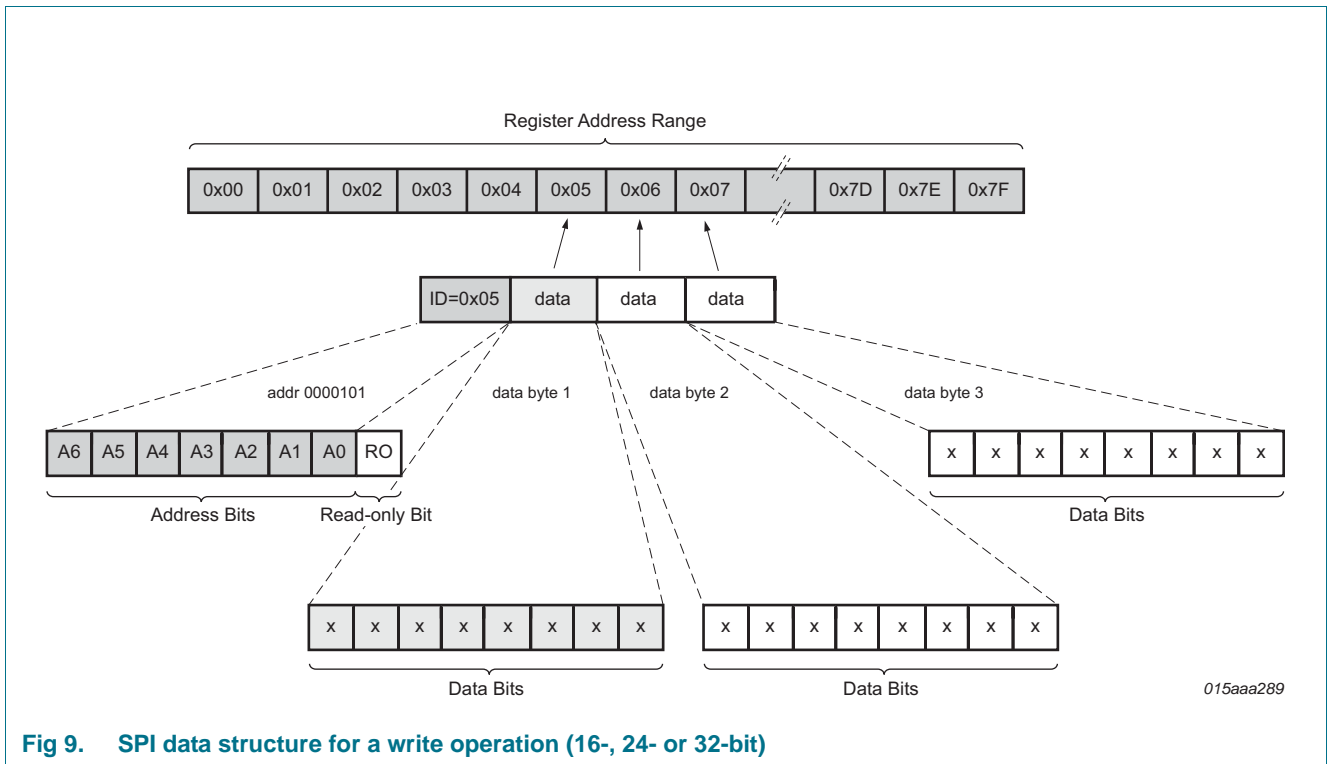 Register Address Range
0x00 0x01 0x02 0x03 0x04 0x05 0x06 0x07 0x7D 0x7E 0x7F
ID=0x05 data data data
addr 0000101 data byte 1 data byte 2 data byte 3
A6 A5 A4 A3 A2 A1 A0 RO x x x x x x x x
Address Bits Read-only Bit Data Bits
x x x x x x x x x x x x x x x x
Data Bits Data Bits 015aaa289
Fig 9. SPI data structure for a write operation (16-, 24- or 32-bit)